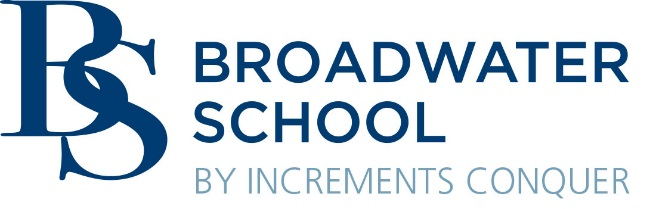 BS
BROADWATER
SCHOOL
BY INCREMENTS CONQUER